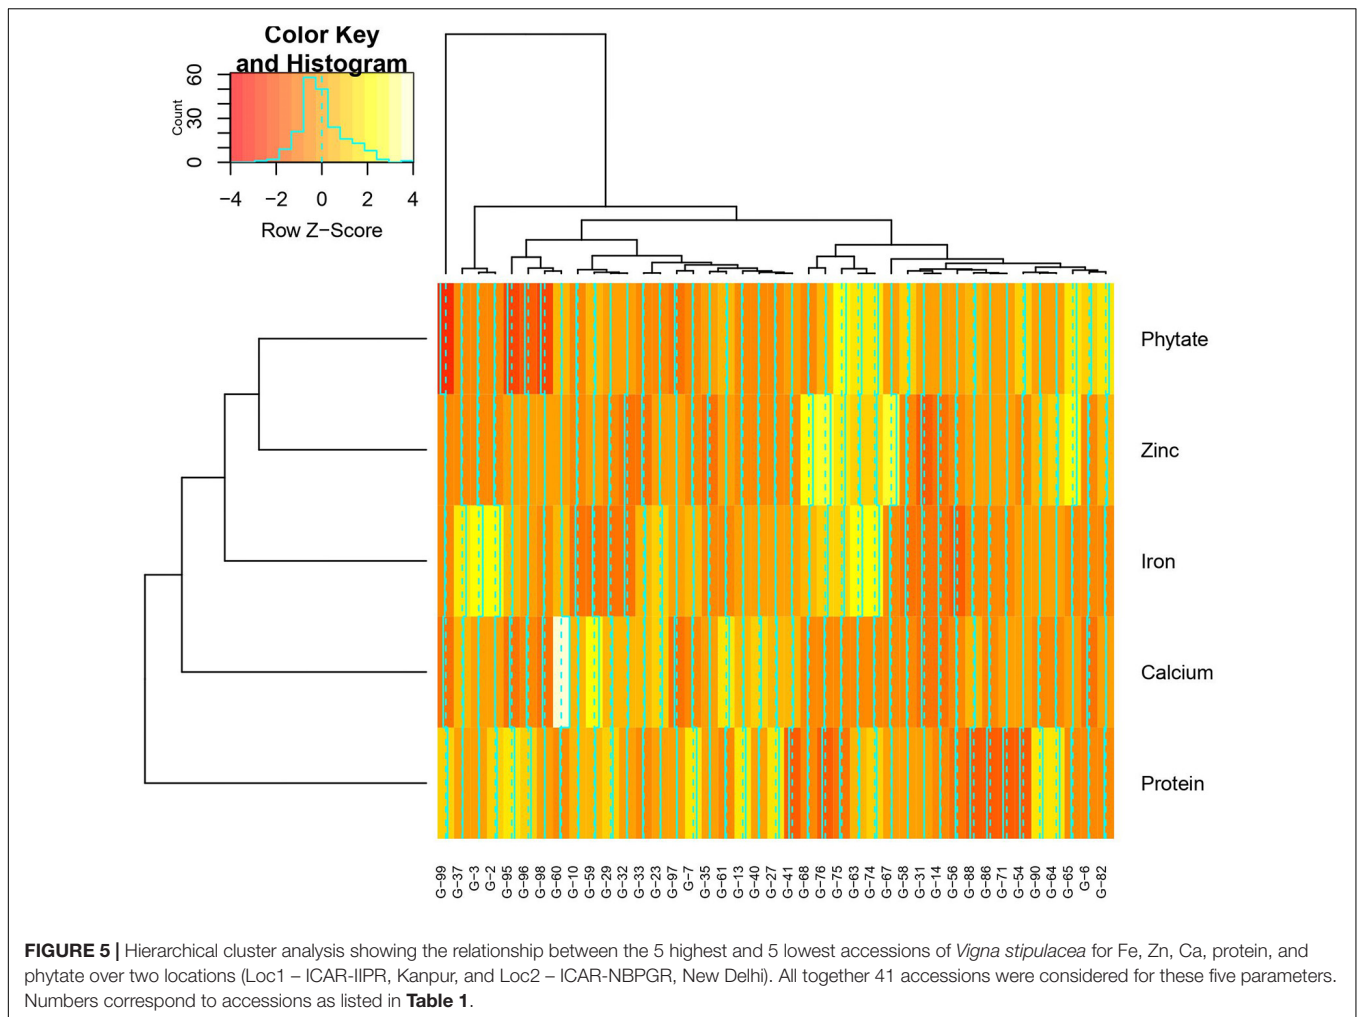 Color Key
and Histogram
Count
0 30 60
−4 −2 0 2 4
Row Z−Score
Phytate
Zinc
Iron
Calcium
Protein
G−99
G−37
G−3
G−2
G−95
G−96
G−98
G−60
G−10
G−59
G−29
G−32
G−33
G−23
G−97
G−7
G−35
G−61
G−13
G−40
G−27
G−41
G−68
G−76
G−75
G−63
G−74
G−67
G−58
G−31
G−14
G−56
G−88
G−86
G−71
G−54
G−90
G−64
G−65
G−6
G−82
FIGURE 5 | Hierarchical cluster analysis showing the relationship between the 5 highest and 5 lowest accessions of Vigna stipulacea for Fe, Zn, Ca, protein, and
phytate over two locations (Loc1 – ICAR-IIPR, Kanpur, and Loc2 – ICAR-NBPGR, New Delhi). All together 41 accessions were considered for these five parameters.
Numbers correspond to accessions as listed in Table 1.